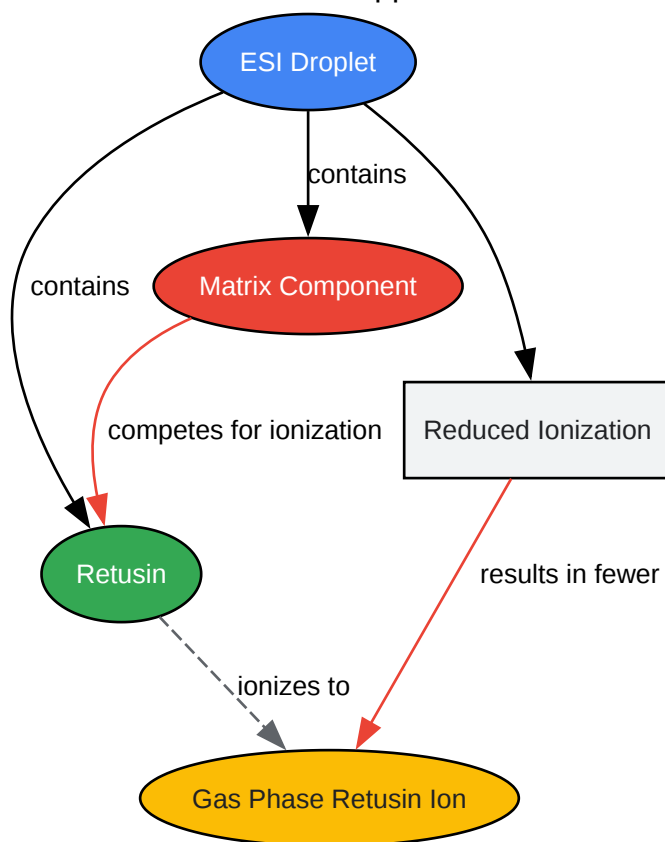 ESI Droplet
contains
contains
Matrix Component
competes for ionization
Reduced Ionization
Retusin
results in fewer
ionizes to
Gas Phase Retusin Ion